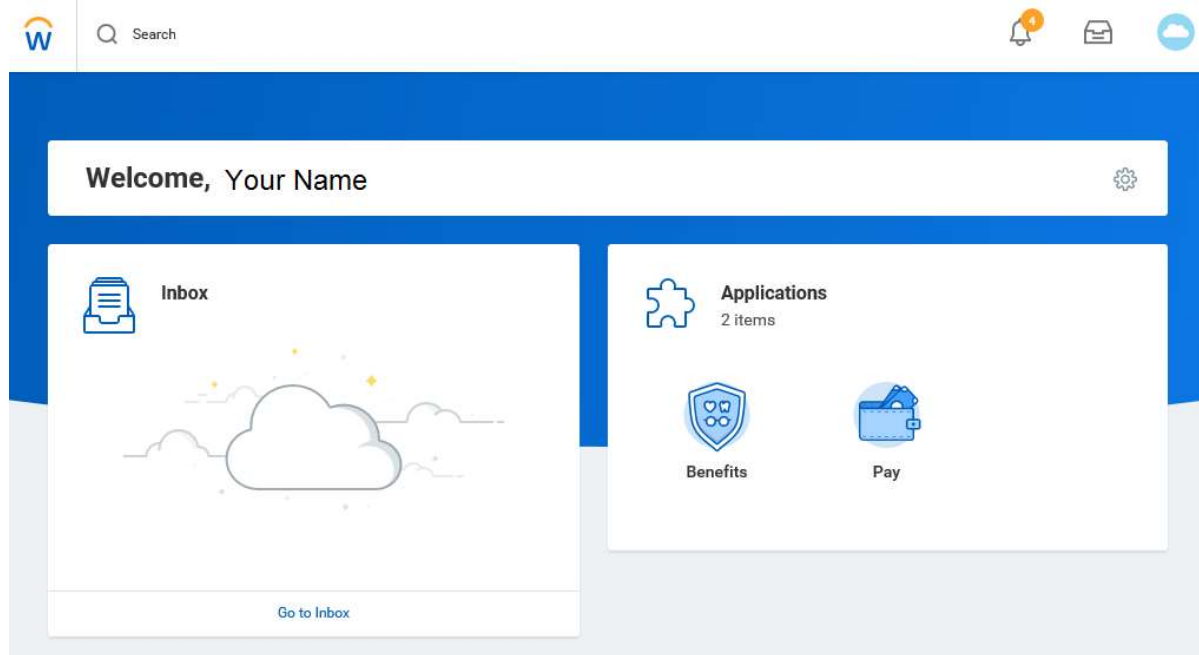 W
Search
4
Welcome, Your Name
Inbox
Applications
2 items
Benefits
Pay
Go to Inbox